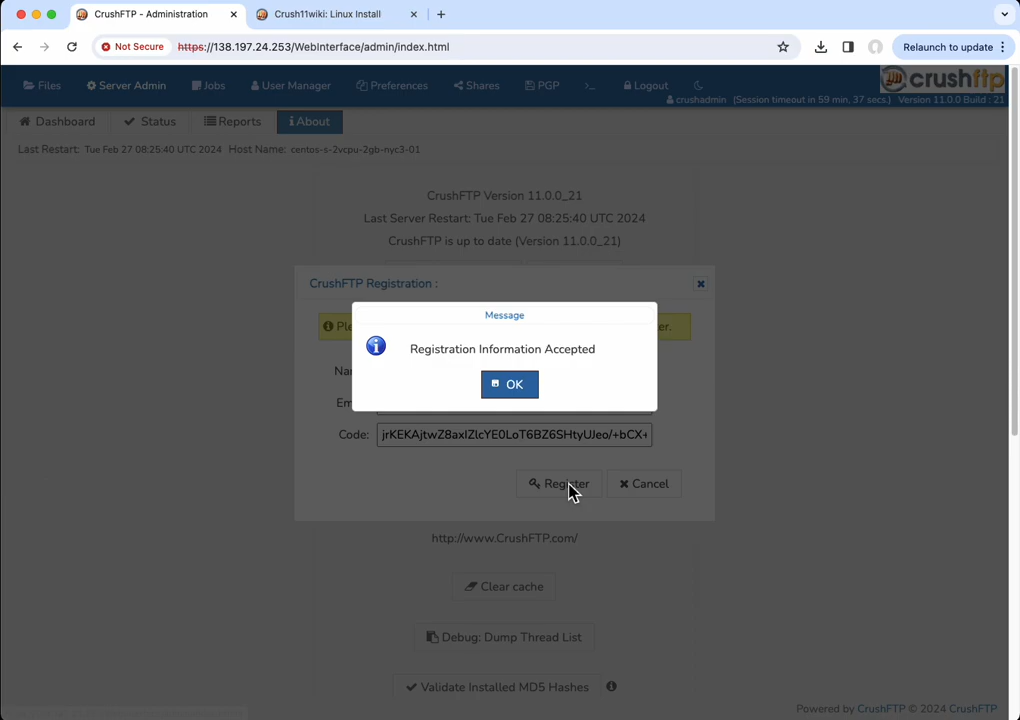 CrushFTP - Administration
Crush11wiki: Linux Install
Not Secure
https://138.197.24.253/WebInterface/admin/index.html
Relaunch to update
Files
Server Admin
Jobs
User Manager
Preferences
Shares
PGP
>_
Logout
crushftp
crushadmin (Session timeout in 59 min, 37 secs.) Version 11.0.0 Build : 21
Dashboard
Status
Reports
About
Last Restart: Tue Feb 27 08:25:40 UTC 2024 Host Name: centos-s-2vcpu-2gb-nyc3-01
CrushFTP Version 11.0.0_21
Last Server Restart: Tue Feb 27 08:25:40 UTC 2024
CrushFTP is up to date (Version 11.0.0_21)
CrushFTP Registration :
Message
Registration Information Accepted
OK
Code: jrKEKAjtwZ8axIZlcYE0LoT6BZ6SHtyUJeo/+bCX+
Register
Cancel
http://www.CrushFTP.com/
Clear cache
Debug: Dump Thread List
Validate Installed MD5 Hashes
Powered by CrushFTP © 2024 CrushFTP